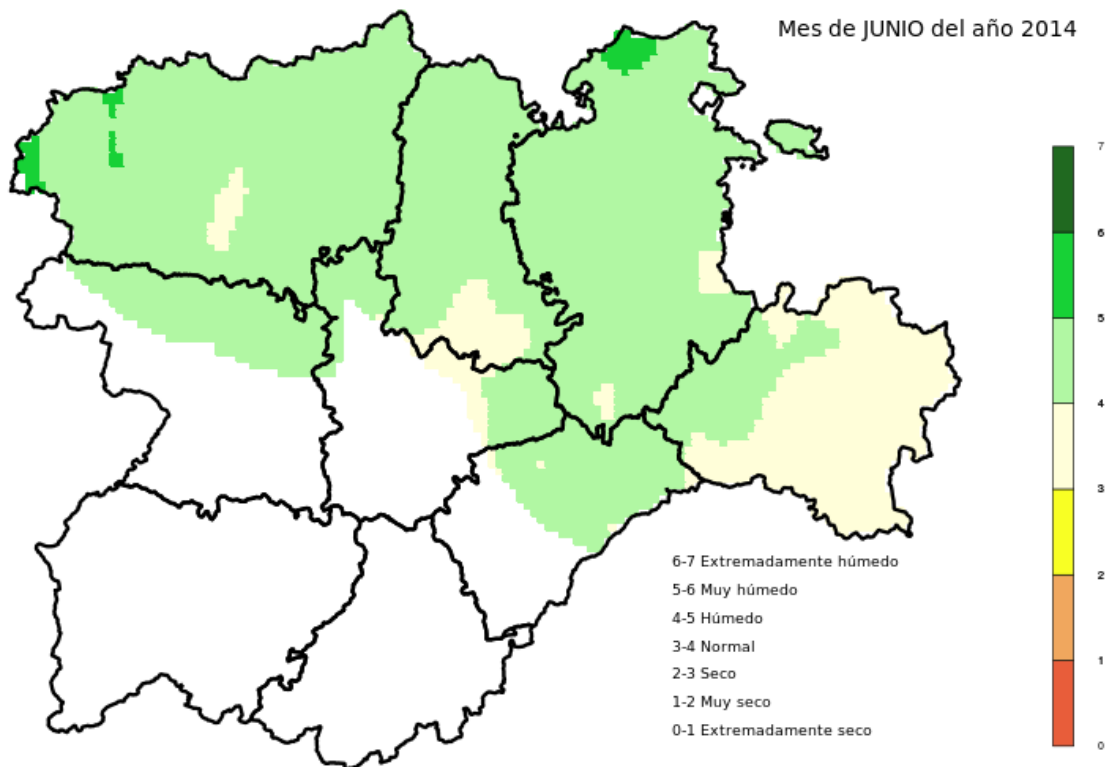 Mes de JUNIO del año 2014
7
6
5
4
3
2
1
0
6-7 Extremadamente húmedo
5-6 Muy húmedo
4-5 Húmedo
3-4 Normal
2-3 Seco
1-2 Muy seco
0-1 Extremadamente seco